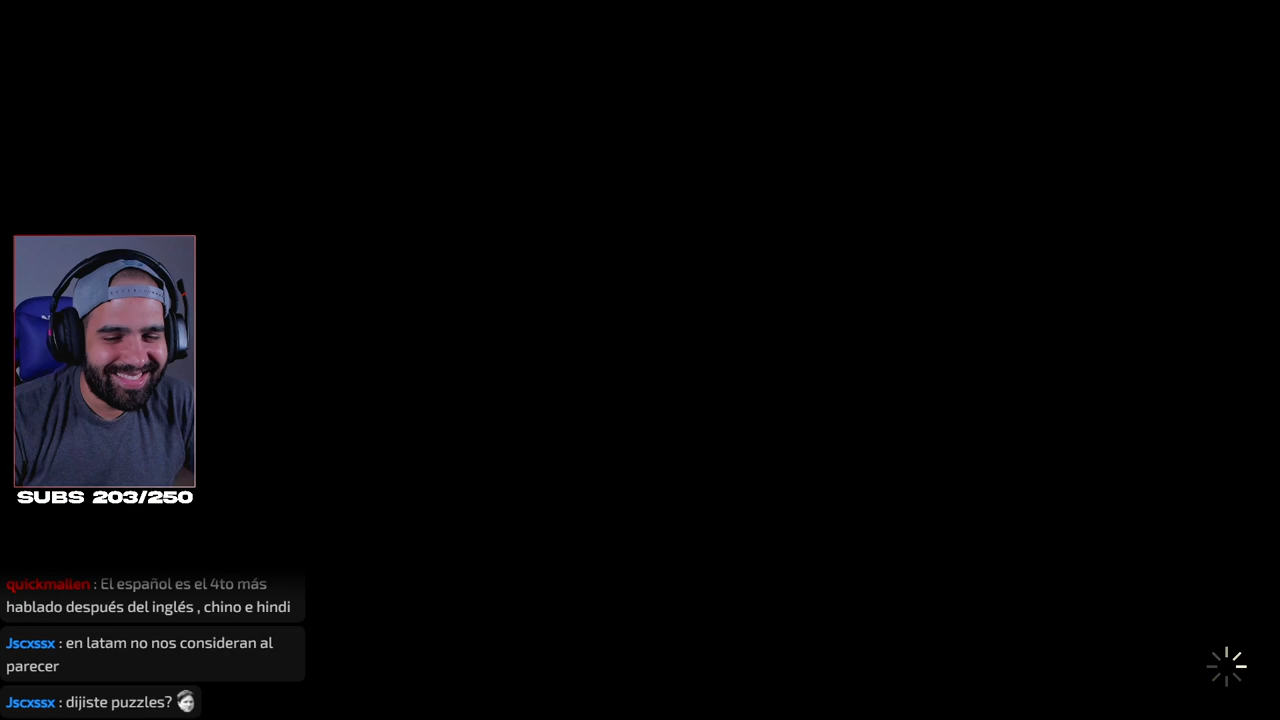 SUBS 203/250
quickmallen : El español es el 4to más
hablado después del inglés , chino e hindi
Jscxssx : en latam no nos consideran al
parecer
Jscxssx : dijiste puzzles?